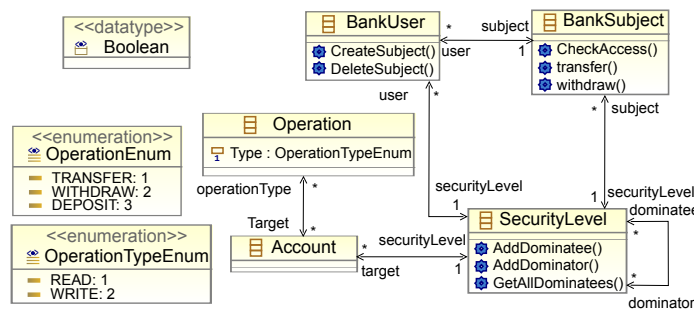 <<datatype>>
Boolean
BankUser
CreateSubject()
DeleteSubject()
* subject
user 1
BankSubject
CheckAccess()
transfer()
withdraw()
user *
* subject
Operation
1 Type : OperationTypeEnum
<<enumeration>>
OperationEnum
TRANSFER: 1
WITHDRAW: 2
DEPOSIT: 3
operationType *
securityLevel 1
1 securityLevel
dominatee
*
SecurityLevel
AddDominatee()
AddDominator()
GetAllDominatees()
*
dominator
Target *
Account
* securityLevel
target 1
<<enumeration>>
OperationTypeEnum
READ: 1
WRITE: 2